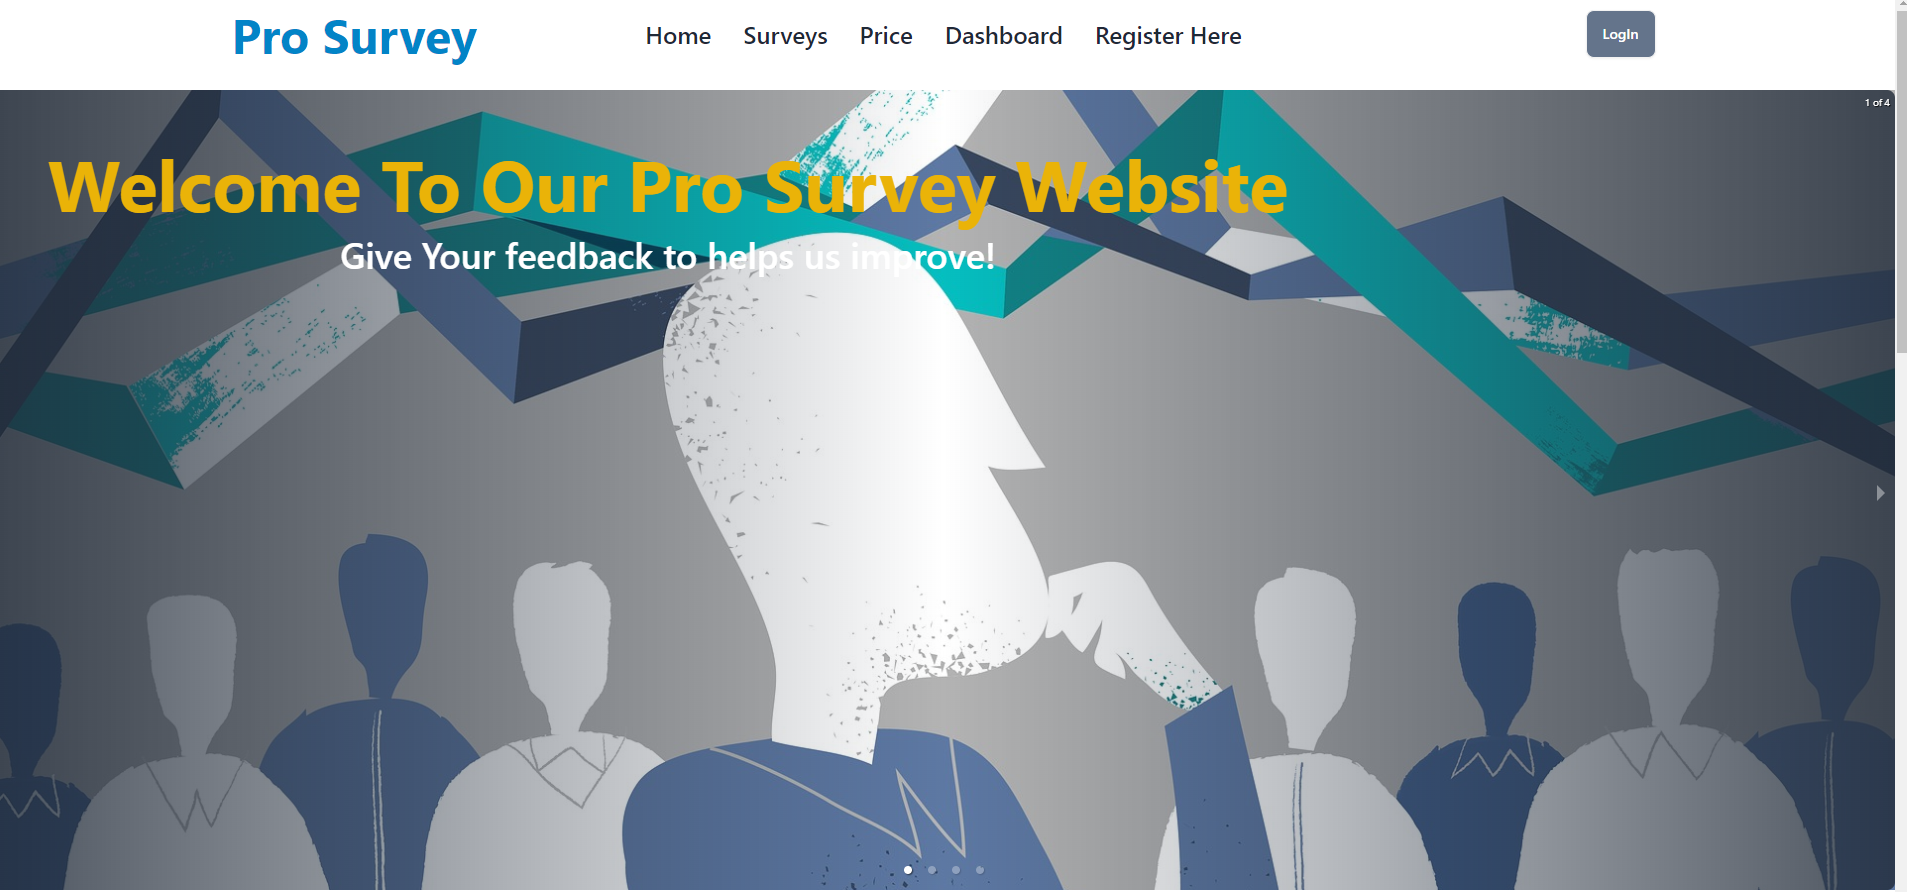 Pro Survey
Home Surveys Price Dashboard Register Here
LogIn
1 of 4
Welcome To Our Pro Survey Website
Give Your feedback to helps us improve!